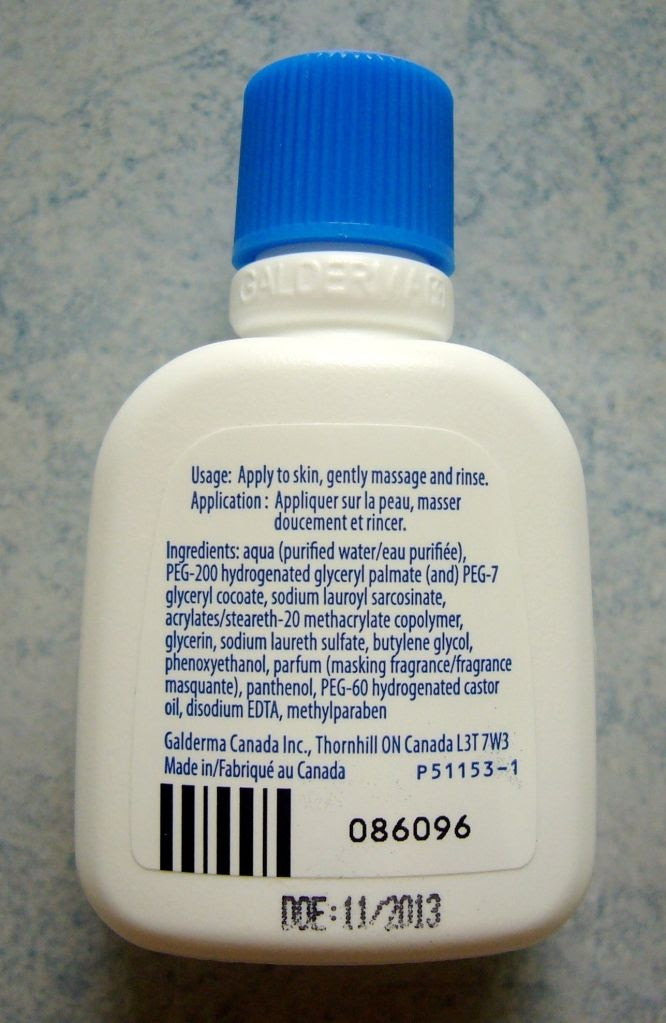 GALDERMA
Usage: Apply to skin, gently massage and rinse.
Application : Appliquer sur la peau, masser
doucement et rincer.
Ingredients: aqua (purified water/eau purifiée),
PEG-200 hydrogenated glyceryl palmate (and) PEG-7
glyceryl cocoate, sodium lauroyl sarcosinate,
acrylates/steareth-20 methacrylate copolymer,
glycerin, sodium laureth sulfate, butylene glycol,
phenoxyethanol, parfum (masking fragrance/fragrance
masquante), panthenol, PEG-60 hydrogenated castor
oil, disodium EDTA, methylparaben
Galderma Canada Inc., Thornhill ON Canada L3T 7W3
Made in/Fabriqué au Canada P51153-1
086096
DOE:11/2013